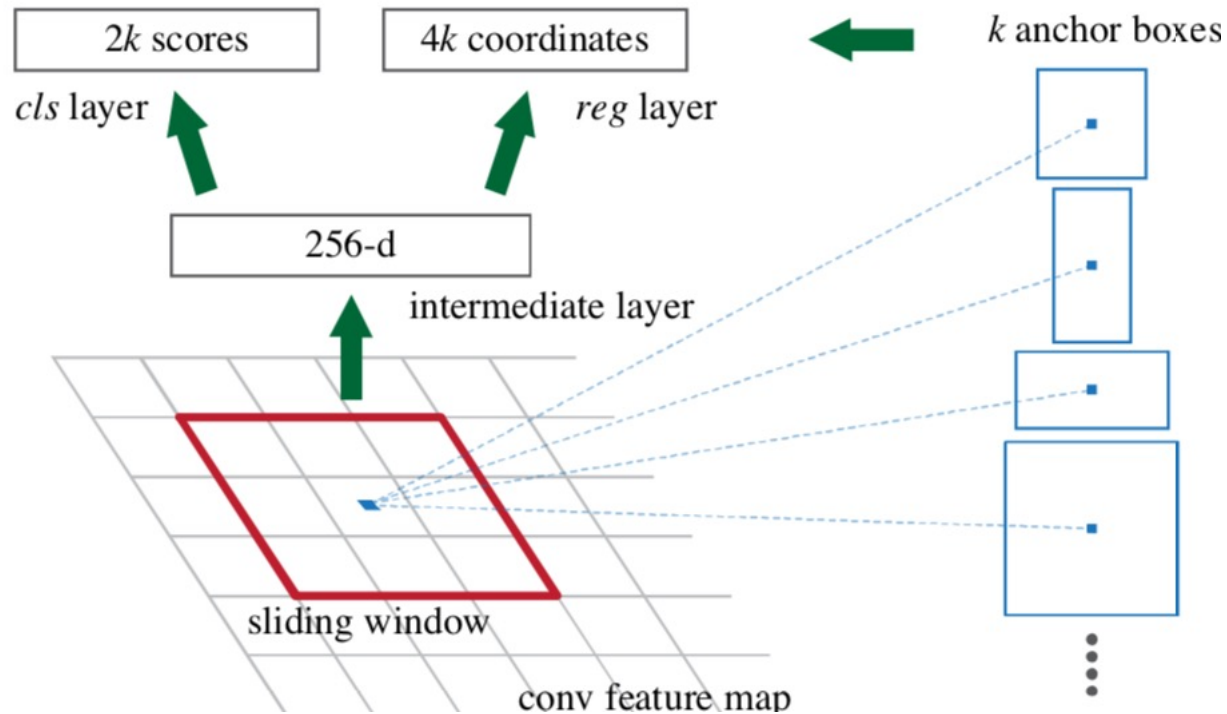 2k scores
4k coordinates
k anchor boxes
cls layer
reg layer
256-d
intermediate layer
sliding window
conv feature map